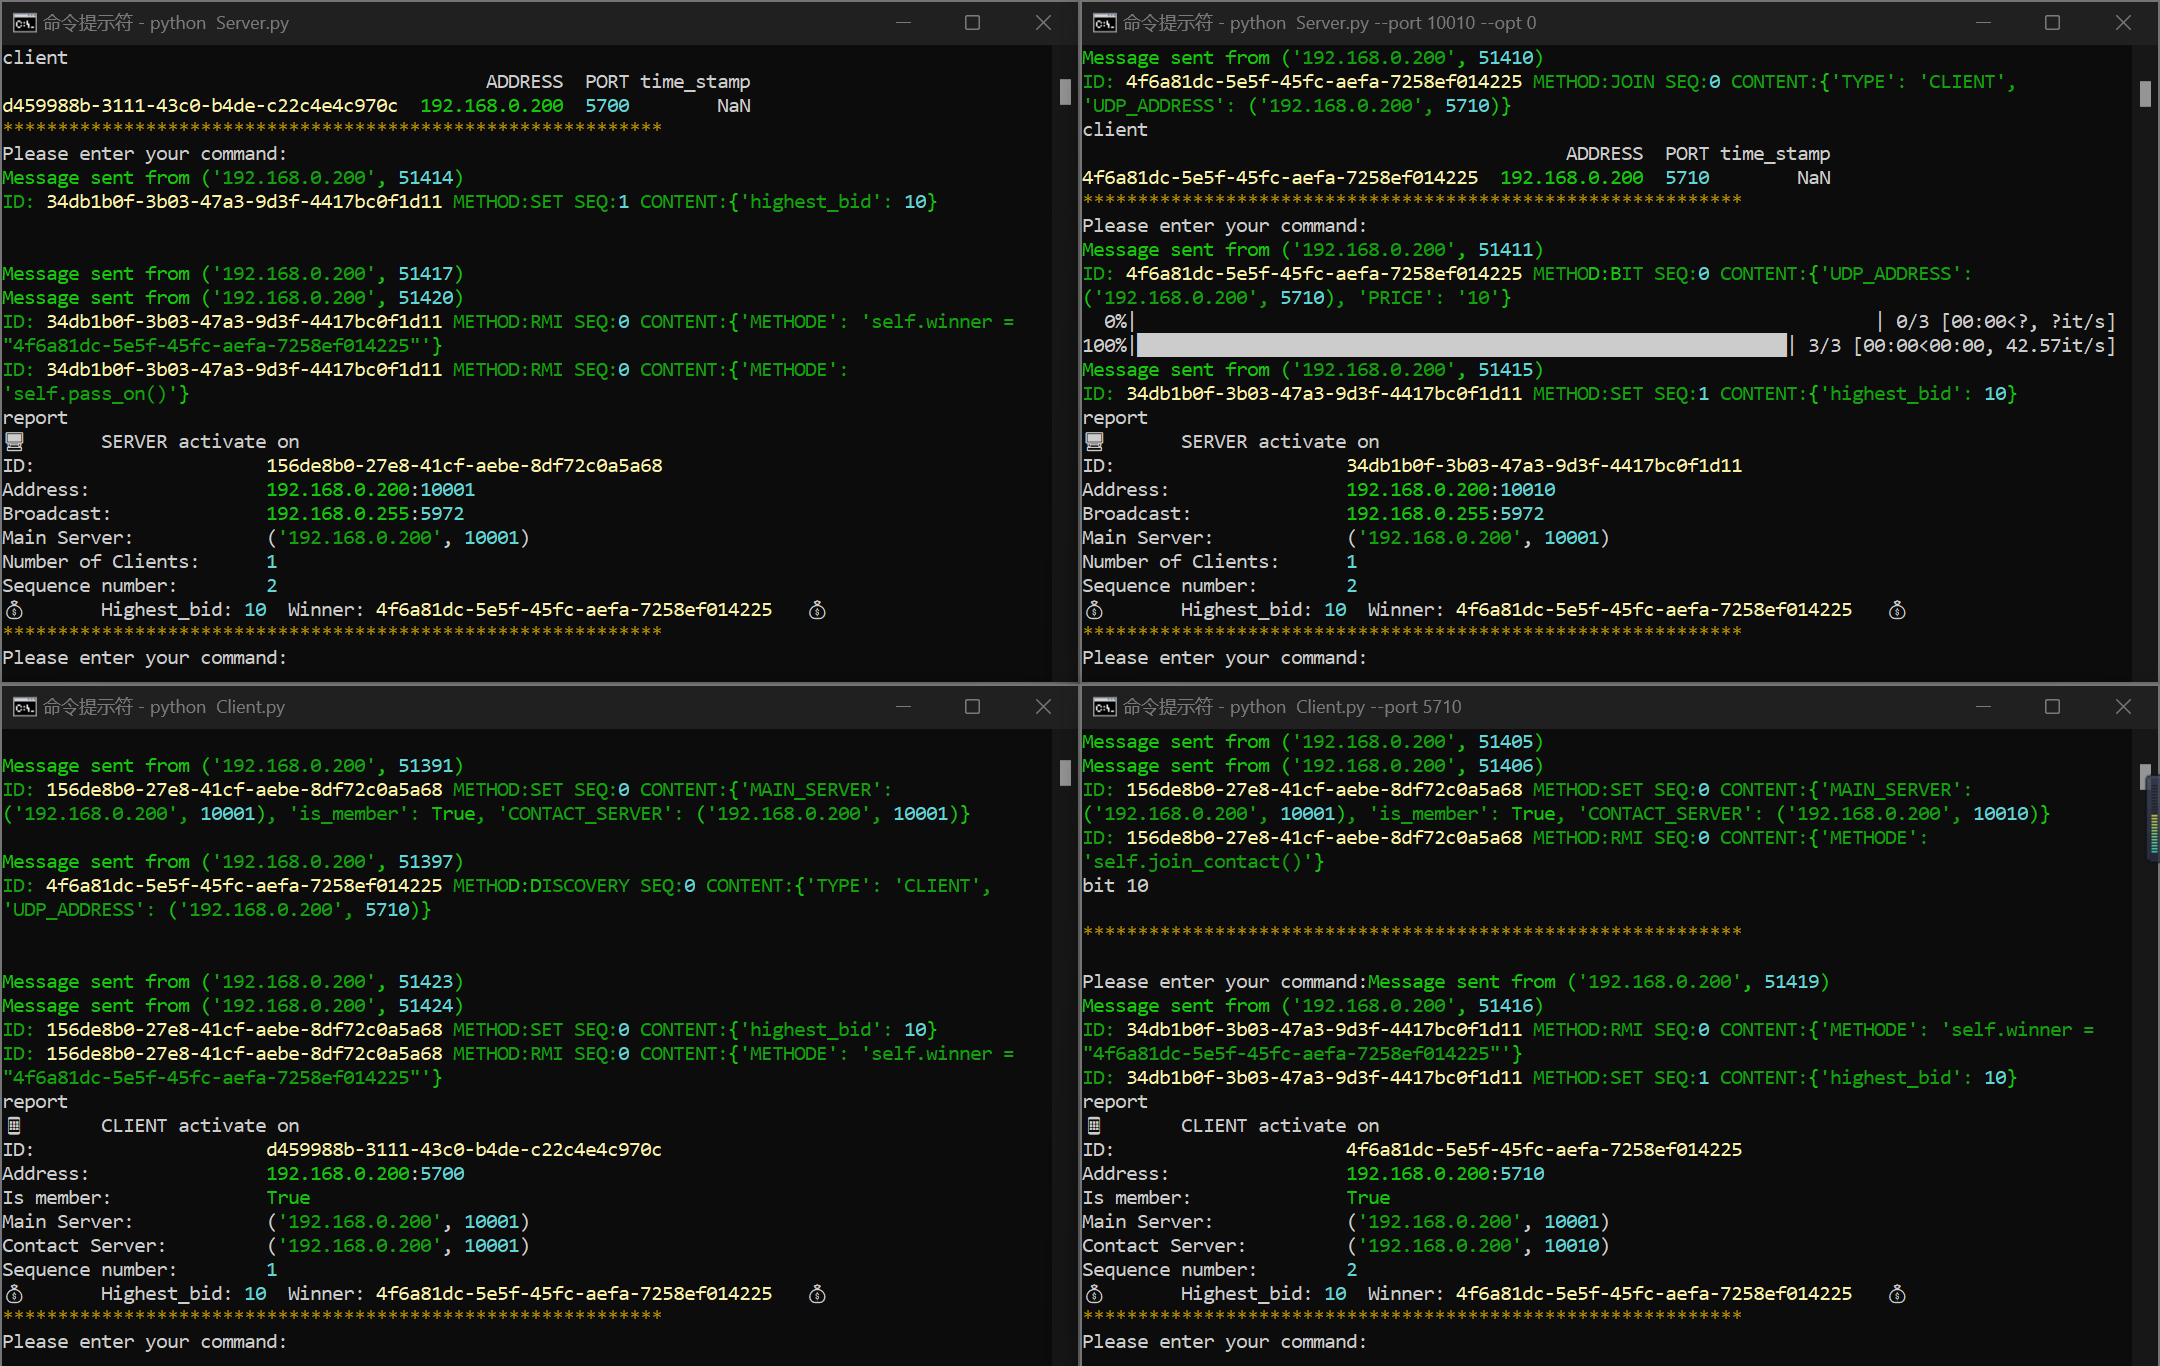 命令提示符 - python  Server.py
client
ADDRESS  PORT time_stamp
d459988b-3111-43c0-b4de-c22c4e4c970c  192.168.0.200  5700  NaN
************************************************************
Please enter your command:
Message sent from ('192.168.0.200', 51414)
ID: 34db1b0f-3b03-47a3-9d3f-4417bc0f1d11 METHOD:SET SEQ:1 CONTENT:{'highest_bid': 10}
Message sent from ('192.168.0.200', 51417)
Message sent from ('192.168.0.200', 51420)
ID: 34db1b0f-3b03-47a3-9d3f-4417bc0f1d11 METHOD:RMI SEQ:0 CONTENT:{'METHODE': 'self.winner =
"4f6a81dc-5e5f-45fc-aefa-7258ef014225"'}
ID: 34db1b0f-3b03-47a3-9d3f-4417bc0f1d11 METHOD:RMI SEQ:0 CONTENT:{'METHODE':
'self.pass_on()'}
report
SERVER activate on
ID: 156de8b0-27e8-41cf-aebe-8df72c0a5a68
Address: 192.168.0.200:10001
Broadcast: 192.168.0.255:5972
Main Server: ('192.168.0.200', 10001)
Number of Clients: 1
Sequence number: 2
Highest_bid: 10  Winner: 4f6a81dc-5e5f-45fc-aefa-7258ef014225
************************************************************
Please enter your command:
命令提示符 - python  Server.py --port 10010 --opt 0
Message sent from ('192.168.0.200', 51410)
ID: 4f6a81dc-5e5f-45fc-aefa-7258ef014225 METHOD:JOIN SEQ:0 CONTENT:{'TYPE': 'CLIENT',
'UDP_ADDRESS': ('192.168.0.200', 5710)}
client
ADDRESS  PORT time_stamp
4f6a81dc-5e5f-45fc-aefa-7258ef014225  192.168.0.200  5710  NaN
************************************************************
Please enter your command:
Message sent from ('192.168.0.200', 51411)
ID: 4f6a81dc-5e5f-45fc-aefa-7258ef014225 METHOD:BIT SEQ:0 CONTENT:{'UDP_ADDRESS':
('192.168.0.200', 5710), 'PRICE': '10'}
0%| | 0/3 [00:00<?, ?it/s]
100%| | 3/3 [00:00<00:00, 42.57it/s]
Message sent from ('192.168.0.200', 51415)
ID: 34db1b0f-3b03-47a3-9d3f-4417bc0f1d11 METHOD:SET SEQ:1 CONTENT:{'highest_bid': 10}
report
SERVER activate on
ID: 34db1b0f-3b03-47a3-9d3f-4417bc0f1d11
Address: 192.168.0.200:10010
Broadcast: 192.168.0.255:5972
Main Server: ('192.168.0.200', 10001)
Number of Clients: 1
Sequence number: 2
Highest_bid: 10  Winner: 4f6a81dc-5e5f-45fc-aefa-7258ef014225
************************************************************
Please enter your command:
命令提示符 - python  Client.py
Message sent from ('192.168.0.200', 51391)
ID: 156de8b0-27e8-41cf-aebe-8df72c0a5a68 METHOD:SET SEQ:0 CONTENT:{'MAIN_SERVER':
('192.168.0.200', 10001), 'is_member': True, 'CONTACT_SERVER': ('192.168.0.200', 10001)}
Message sent from ('192.168.0.200', 51397)
ID: 4f6a81dc-5e5f-45fc-aefa-7258ef014225 METHOD:DISCOVERY SEQ:0 CONTENT:{'TYPE': 'CLIENT',
'UDP_ADDRESS': ('192.168.0.200', 5710)}
Message sent from ('192.168.0.200', 51423)
Message sent from ('192.168.0.200', 51424)
ID: 156de8b0-27e8-41cf-aebe-8df72c0a5a68 METHOD:SET SEQ:0 CONTENT:{'highest_bid': 10}
ID: 156de8b0-27e8-41cf-aebe-8df72c0a5a68 METHOD:RMI SEQ:0 CONTENT:{'METHODE': 'self.winner =
"4f6a81dc-5e5f-45fc-aefa-7258ef014225"'}
report
CLIENT activate on
ID: d459988b-3111-43c0-b4de-c22c4e4c970c
Address: 192.168.0.200:5700
Is member: True
Main Server: ('192.168.0.200', 10001)
Contact Server: ('192.168.0.200', 10001)
Sequence number: 1
Highest_bid: 10  Winner: 4f6a81dc-5e5f-45fc-aefa-7258ef014225
************************************************************
Please enter your command:
命令提示符 - python  Client.py --port 5710
Message sent from ('192.168.0.200', 51405)
Message sent from ('192.168.0.200', 51406)
ID: 156de8b0-27e8-41cf-aebe-8df72c0a5a68 METHOD:SET SEQ:0 CONTENT:{'MAIN_SERVER':
('192.168.0.200', 10001), 'is_member': True, 'CONTACT_SERVER': ('192.168.0.200', 10010)}
ID: 156de8b0-27e8-41cf-aebe-8df72c0a5a68 METHOD:RMI SEQ:0 CONTENT:{'METHODE':
'self.join_contact()'}
bit 10
************************************************************
Please enter your command:Message sent from ('192.168.0.200', 51419)
Message sent from ('192.168.0.200', 51416)
ID: 34db1b0f-3b03-47a3-9d3f-4417bc0f1d11 METHOD:RMI SEQ:0 CONTENT:{'METHODE': 'self.winner =
"4f6a81dc-5e5f-45fc-aefa-7258ef014225"'}
ID: 34db1b0f-3b03-47a3-9d3f-4417bc0f1d11 METHOD:SET SEQ:1 CONTENT:{'highest_bid': 10}
report
CLIENT activate on
ID: 4f6a81dc-5e5f-45fc-aefa-7258ef014225
Address: 192.168.0.200:5710
Is member: True
Main Server: ('192.168.0.200', 10001)
Contact Server: ('192.168.0.200', 10010)
Sequence number: 2
Highest_bid: 10  Winner: 4f6a81dc-5e5f-45fc-aefa-7258ef014225
************************************************************
Please enter your command: